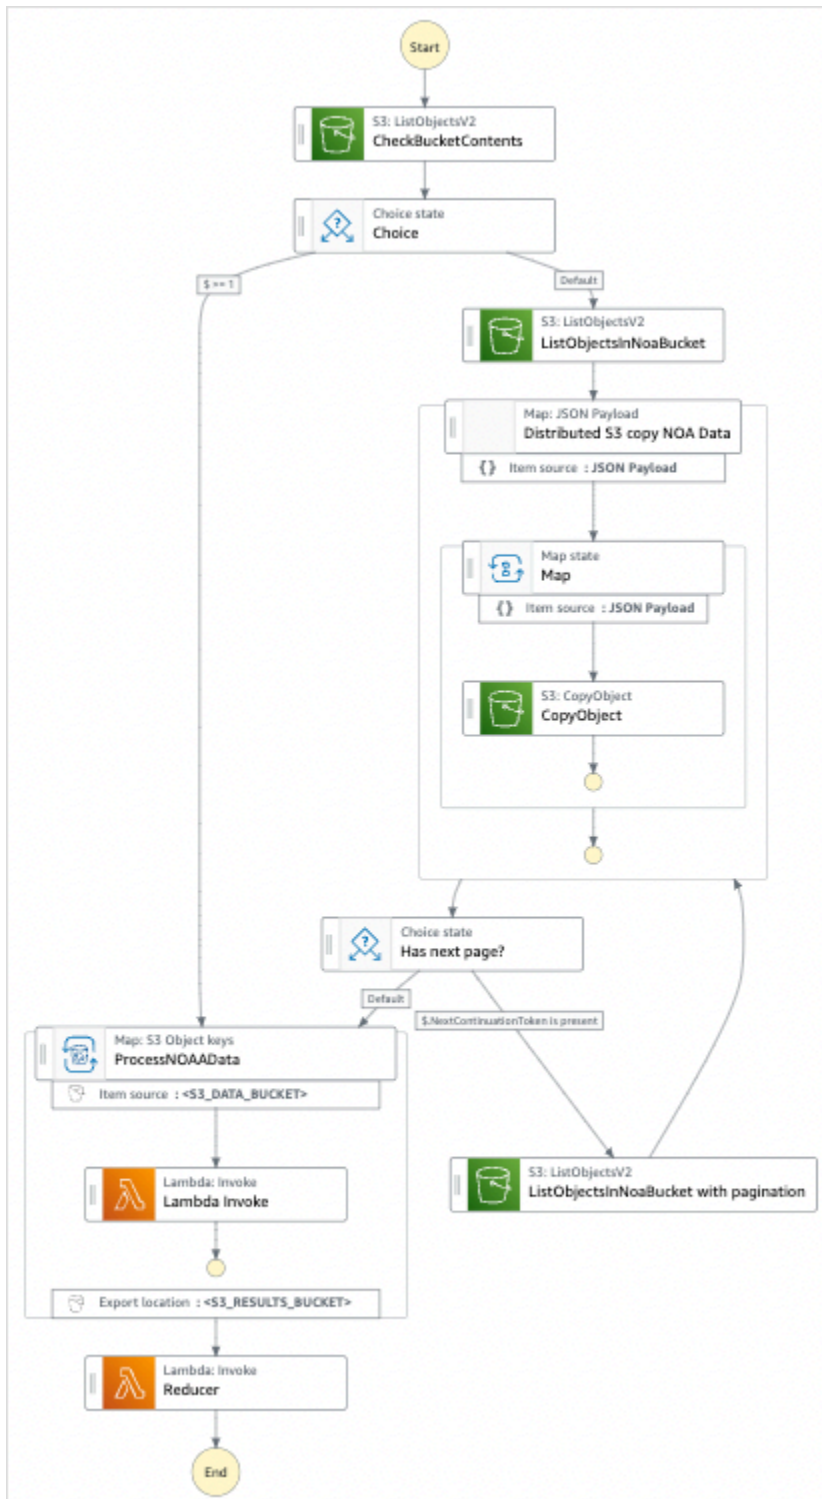 Start
S3: ListObjectsV2
CheckBucketContents
Choice state
Choice
$ >= 1
Default
S3: ListObjectsV2
ListObjectsInNoaBucket
Map: JSON Payload
Distributed S3 copy NOA Data
{} Item source : JSON Payload
Map state
Map
{} Item source : JSON Payload
S3: CopyObject
CopyObject
Choice state
Has next page?
Default
$.NextContinuationToken is present
Map: S3 Object keys
ProcessNOAAData
Item source : <S3_DATA_BUCKET>
Lambda: Invoke
Lambda Invoke
S3: ListObjectsV2
ListObjectsInNoaBucket with pagination
Export location : <S3_RESULTS_BUCKET>
Lambda: Invoke
Reducer
End